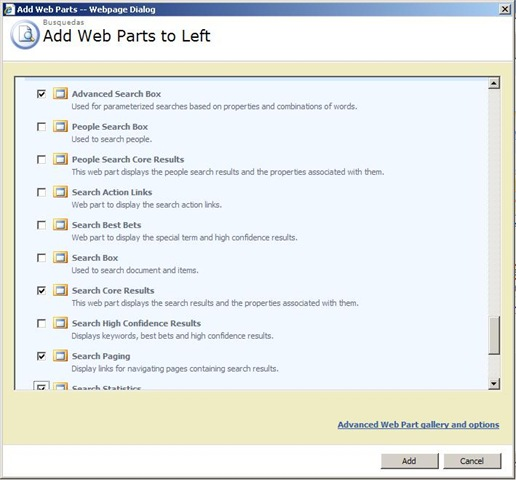 Add Web Parts -- Webpage Dialog
Busquedas
Add Web Parts to Left
Advanced Search Box
Used for parameterized searches based on properties and combinations of words.
People Search Box
Used to search people.
People Search Core Results
This web part displays the people search results and the properties associated with them.
Search Action Links
Web part to display the search action links.
Search Best Bets
Web part to display the special term and high confidence results.
Search Box
Used to search document and items.
Search Core Results
This web part displays the search results and the properties associated with them.
Search High Confidence Results
Displays keywords, best bets and high confidence results.
Search Paging
Display links for navigating pages containing search results.
Search Statistics
Advanced Web Part gallery and options
Add Cancel